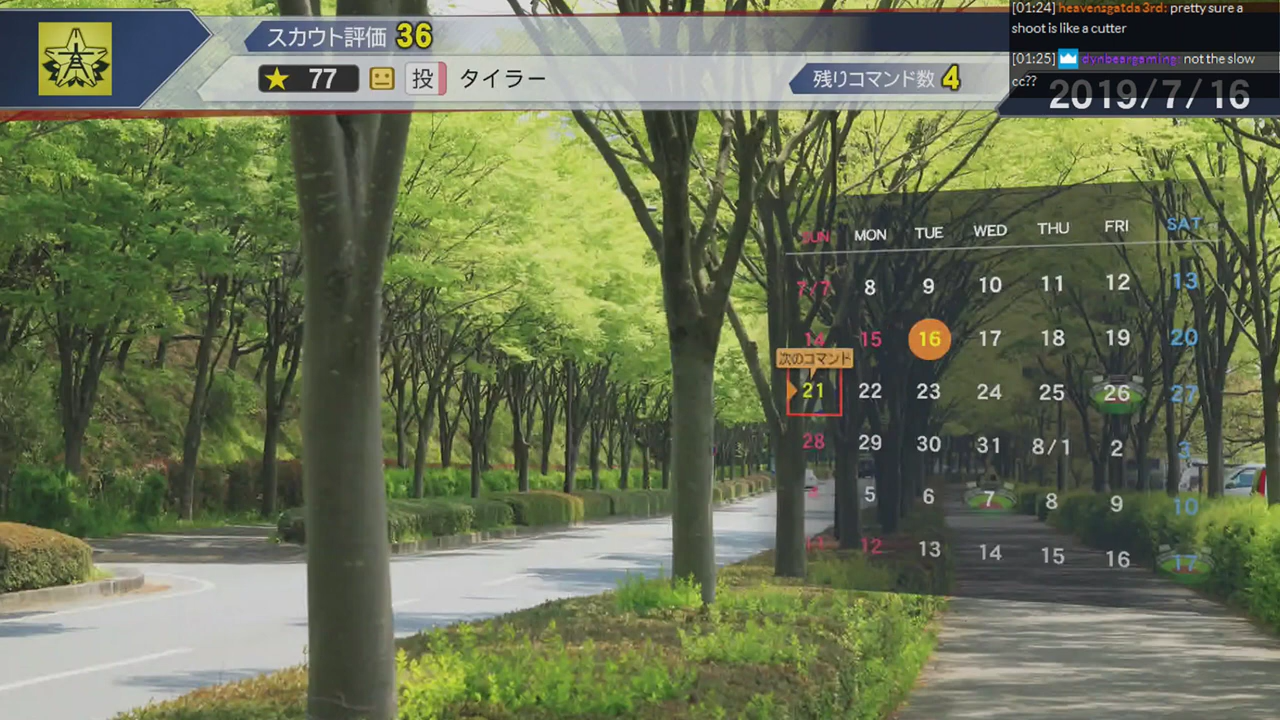 スカウト評価 36
★ 77 投 タイラー
残りコマンド数 4
[01:24] heavensgatda 3rd: pretty sure a
shoot is like a cutter
[01:25] dynbeargaming: not the slow
cc??
2019/7/16
SUN MON TUE WED THU FRI SAT
7/7 8 9 10 11 12 13
14 15 16 17 18 19 20
次のコマンド
21 22 23 24 25 26 27
28 29 30 31 8/1 2 3
5 6 7 8 9 10
11 12 13 14 15 16 17